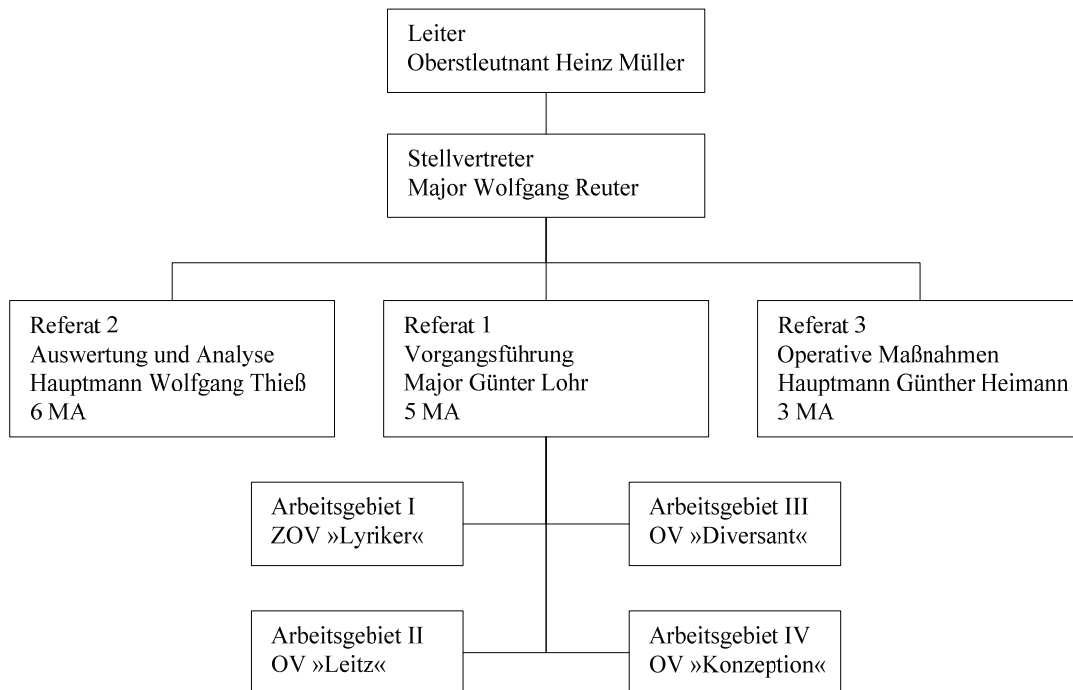 Leiter
Oberstleutnant Heinz Müller
Stellvertreter
Major Wolfgang Reuter
Referat 2
Auswertung und Analyse
Hauptmann Wolfgang Thieß
6 MA
Referat 1
Vorgangsführung
Major Günter Lohr
5 MA
Referat 3
Operative Maßnahmen
Hauptmann Günther Heimann
3 MA
Arbeitsgebiet I
ZOV »Lyriker«
Arbeitsgebiet III
OV »Diversant«
Arbeitsgebiet II
OV »Leitz«
Arbeitsgebiet IV
OV »Konzeption«